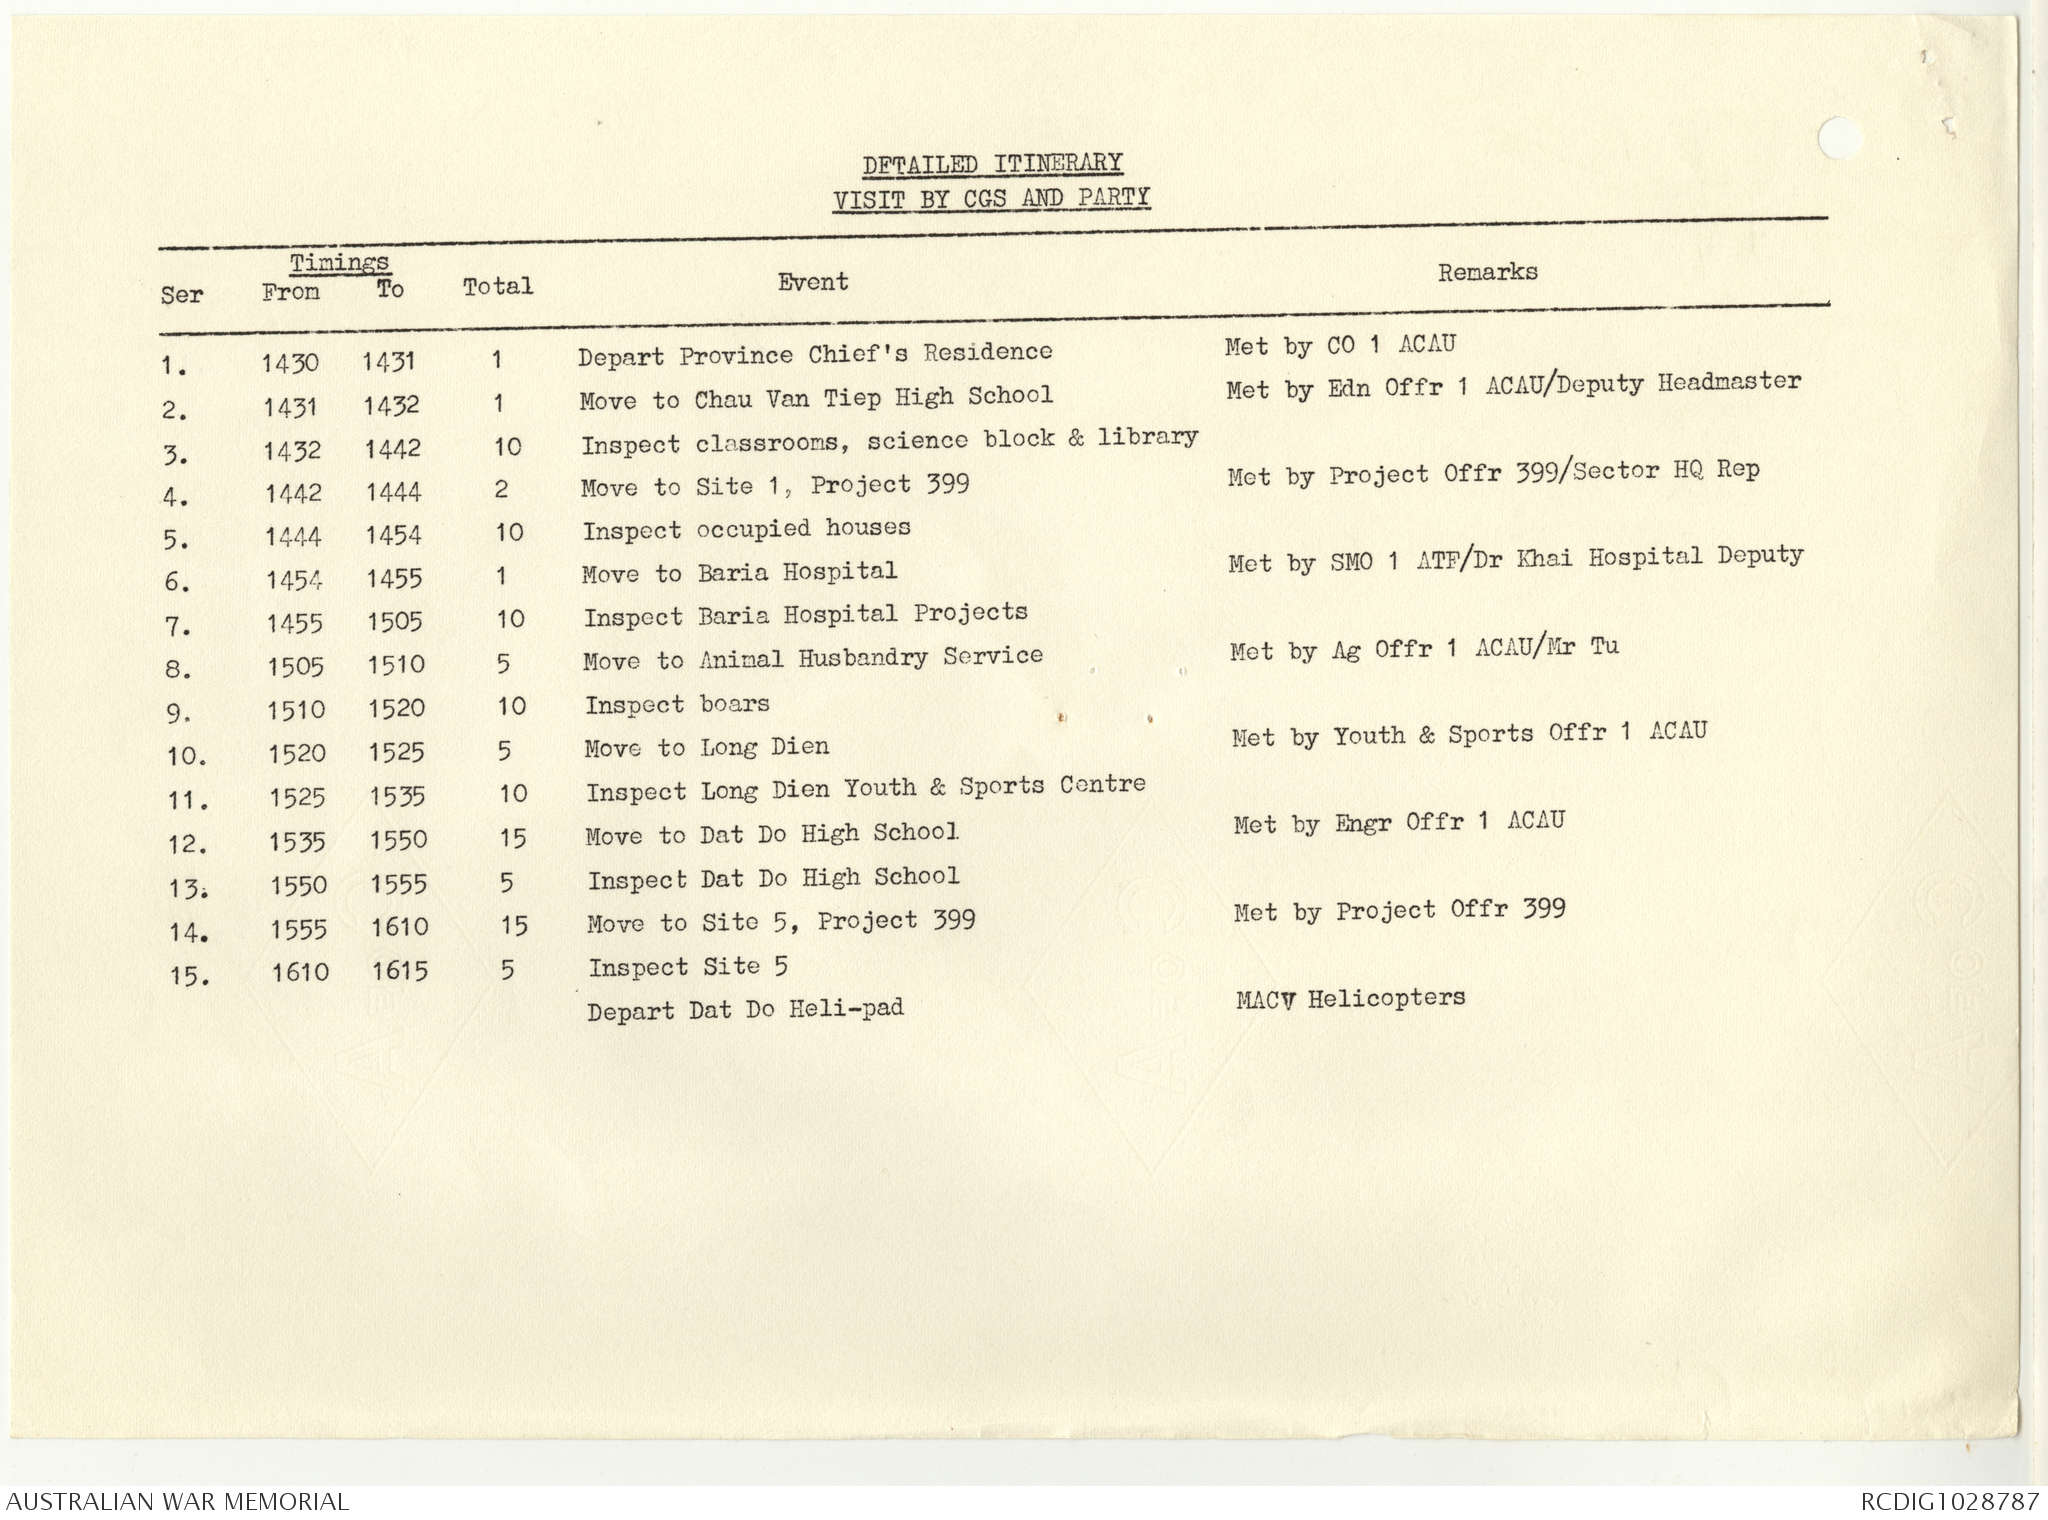 DETAILED ITINERARY
VISIT BY CGS AND PARTY
Timings
Ser From To Total Event Remarks
1. 1430 1431 1 Depart Province Chief's Residence Met by CO 1 ACAU
2. 1431 1432 1 Move to Chau Van Tiep High School Met by Edn Offr 1 ACAU/Deputy Headmaster
3. 1432 1442 10 Inspect classrooms, science block & library
4. 1442 1444 2 Move to Site 1, Project 399 Met by Project Offr 399/Sector HQ Rep
5. 1444 1454 10 Inspect occupied houses
6. 1454 1455 1 Move to Baria Hospital Met by SMO 1 ATF/Dr Khai Hospital Deputy
7. 1455 1505 10 Inspect Baria Hospital Projects
8. 1505 1510 5 Move to Animal Husbandry Service Met by Ag Offr 1 ACAU/Mr Tu
9. 1510 1520 10 Inspect boars
10. 1520 1525 5 Move to Long Dien Met by Youth & Sports Offr 1 ACAU
11. 1525 1535 10 Inspect Long Dien Youth & Sports Centre
12. 1535 1550 15 Move to Dat Do High School Met by Engr Offr 1 ACAU
13. 1550 1555 5 Inspect Dat Do High School
14. 1555 1610 15 Move to Site 5, Project 399 Met by Project Offr 399
15. 1610 1615 5 Inspect Site 5
Depart Dat Do Heli-pad MACV Helicopters
AUSTRALIAN WAR MEMORIAL RCDIG1028787